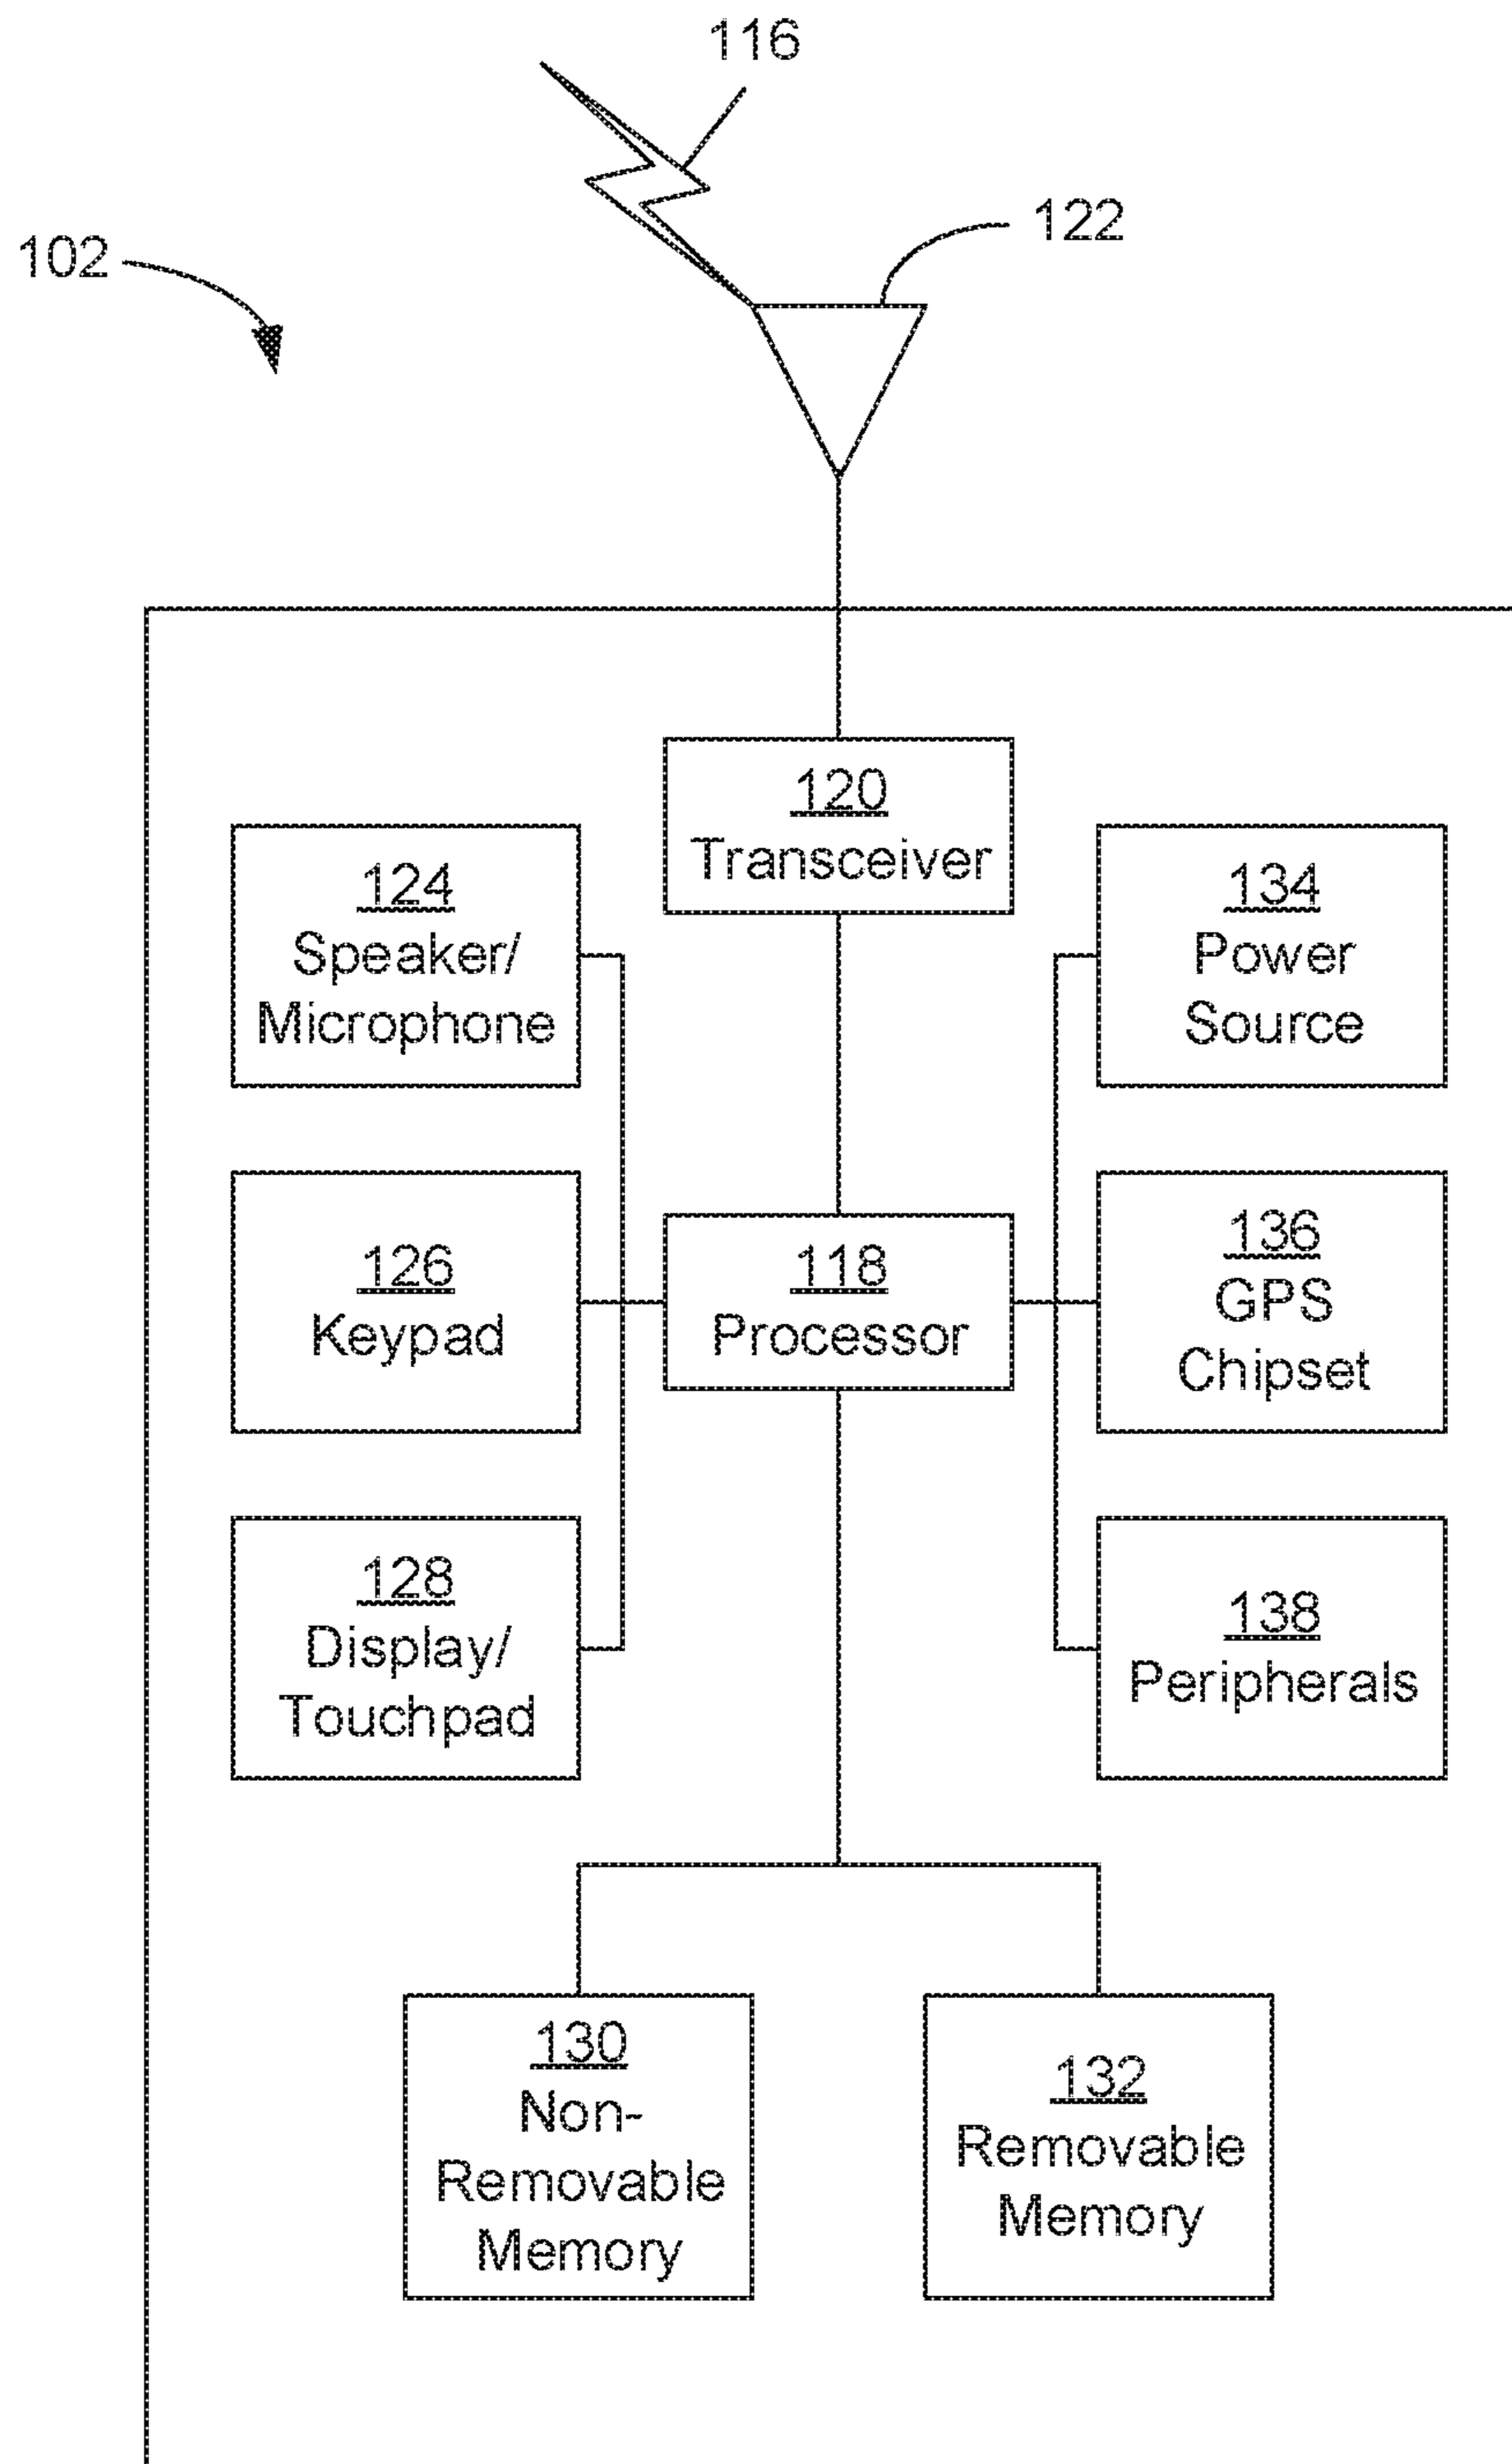 116
122
102
120
Transceiver
124
Speaker/
Microphone
134
Power
Source
126
Keypad
118
Processor
136
GPS
Chipset
128
Display/
Touchpad
138
Peripherals
130
Non-
Removable
Memory
132
Removable
Memory